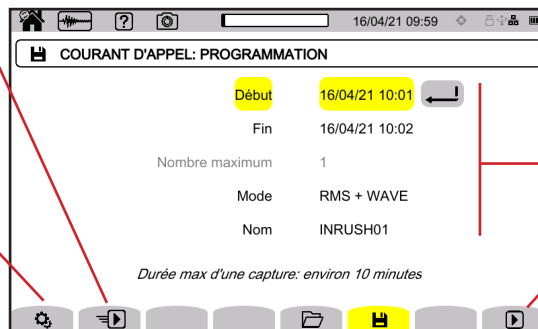 ?
16/04/21 09:59
COURANT D'APPEL: PROGRAMMATION
Début 16/04/21 10:01
Fin 16/04/21 10:02
Nombre maximum 1
Mode RMS + WAVE
Nom INRUSH01
Durée max d'une capture: environ 10 minutes